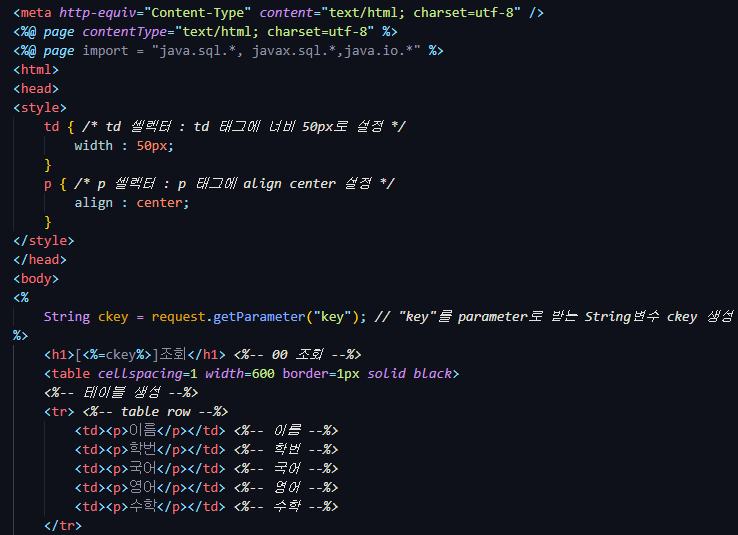 <meta http-equiv="Content-Type" content="text/html; charset=utf-8" />
<%@ page contentType="text/html; charset=utf-8" %>
<%@ page import = "java.sql.*, javax.sql.*,java.io.*" %>
<html>
<head>
<style>
    td { /* td 셀렉터 : td 태그에 너비 50px로 설정 */
        width : 50px;
    }
    p { /* p 셀렉터 : p 태그에 align center 설정 */
        align : center;
    }
</style>
</head>
<body>
<%
    String ckey = request.getParameter("key"); // "key"를 parameter로 받는 String변수 ckey 생성
%>
    <h1>[<%=ckey%>]조회</h1> <%-- 00 조회 --%>
    <table cellspacing=1 width=600 border=1px solid black>
    <%-- 테이블 생성 --%>
    <tr> <%-- table row --%>
        <td><p>이름</p></td> <%-- 이름 --%>
        <td><p>학번</p></td> <%-- 학번 --%>
        <td><p>국어</p></td> <%-- 국어 --%>
        <td><p>영어</p></td> <%-- 영어 --%>
        <td><p>수학</p></td> <%-- 수학 --%>
    </tr>